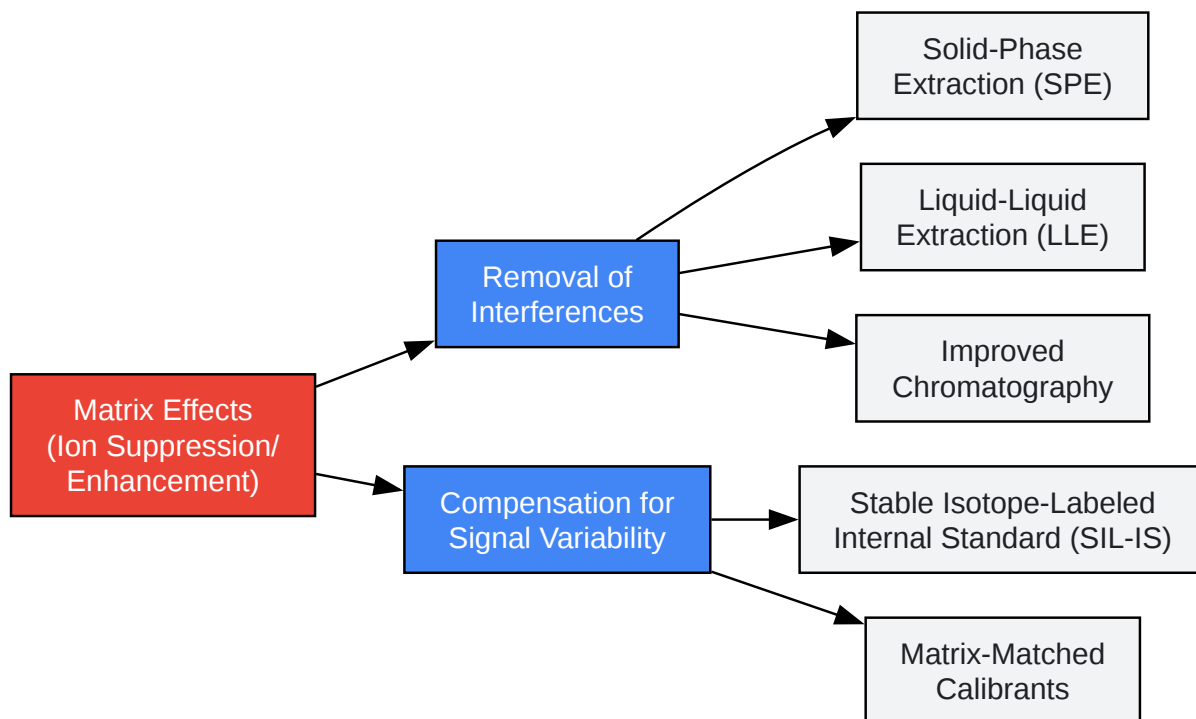 Matrix Effects
(Ion Suppression/
Enhancement)
Removal of
Interferences
Solid-Phase
Extraction (SPE)
Liquid-Liquid
Extraction (LLE)
Improved
Chromatography
Compensation for
Signal Variability
Stable Isotope-Labeled
Internal Standard (SIL-IS)
Matrix-Matched
Calibrants